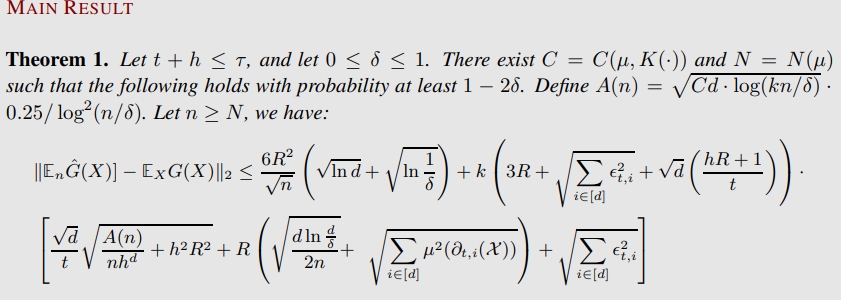 MAIN RESULT
Theorem 1. Let t + h ≤ τ, and let 0 ≤ δ ≤ 1. There exist C = C(μ, K(·)) and N = N(μ)
such that the following holds with probability at least 1 − 2δ. Define A(n) = √(Cd · log(kn/δ)) ·
0.25/ log²(n/δ). Let n ≥ N, we have:
‖𝔼ₙĜ(X)] − 𝔼_X G(X)‖₂ ≤ 6R²/√n (√(ln d) + √(ln 1/δ)) + k (3R + √(∑_{i∈[d]} ϵ²_{t,i}) + √d ((hR + 1)/t)) ·
[√d/t √(A(n)/(nh^d) + h²R²) + R (√((d ln d/δ)/(2n)) + √(∑_{i∈[d]} μ²(∂_{t,i}(𝒳)))) + √(∑_{i∈[d]} ϵ²_{t,i})]